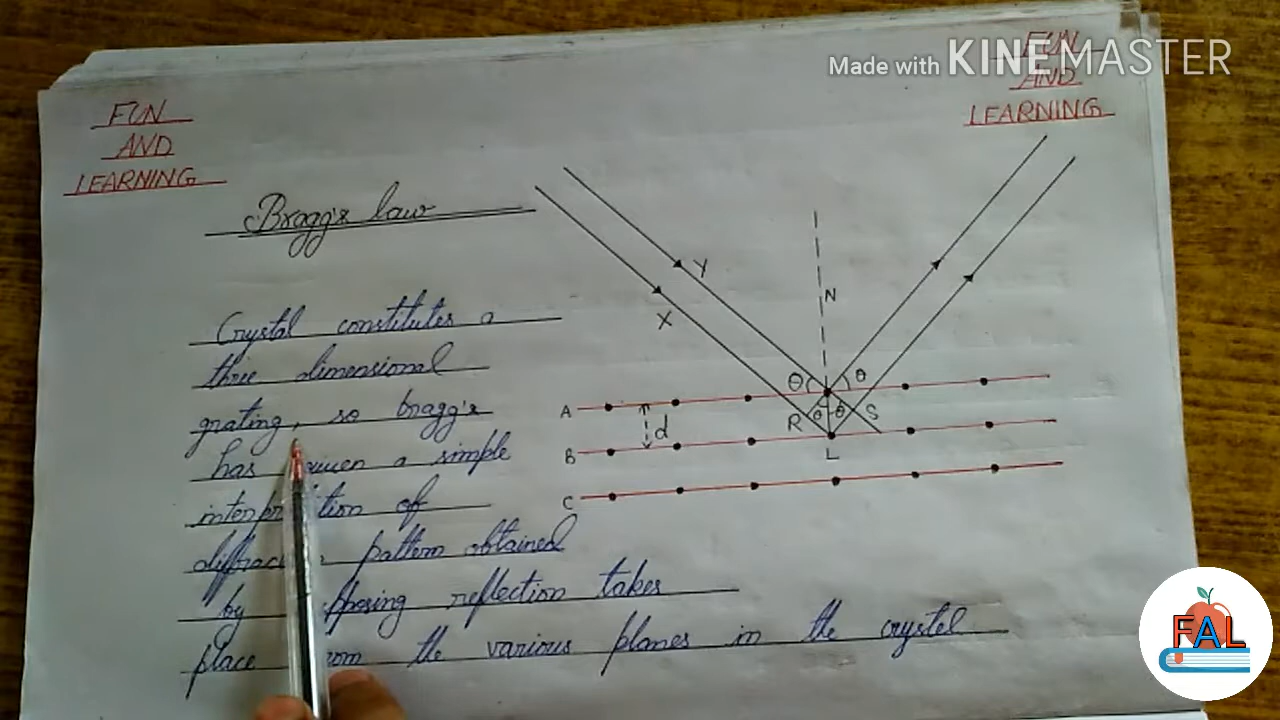 Made with KINEMASTER
FUN
AND
LEARNING
FUN
AND
LEARNING
Bragg's law
Crystal constitutes a
three dimensional
grating, so bragg's
has a simple
of
pattern obtained
by reflection takes
place the various planes in the crystal
Y
X
N
θ θ
A
R θ θ S
d
B
L
C
FAL